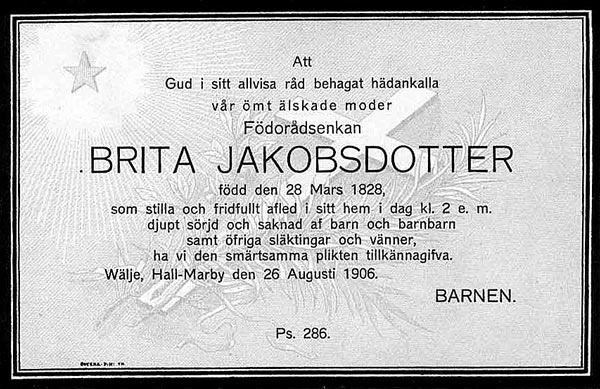 Att
Gud i sitt allvisa råd behagat hädankalla
vår ömt älskade moder
Födorådsenkan
BRITA JAKOBSDOTTER
född den 28 Mars 1828,
som stilla och fridfullt afled i sitt hem i dag kl. 2 e. m.
djupt sörjd och saknad af barn och barnbarn
samt öfriga släktingar och vänner,
ha vi den smärtsamma plikten tillkännagifva.
Wälje, Hall-Marby den 26 Augusti 1906.
BARNEN.
Ps. 286.